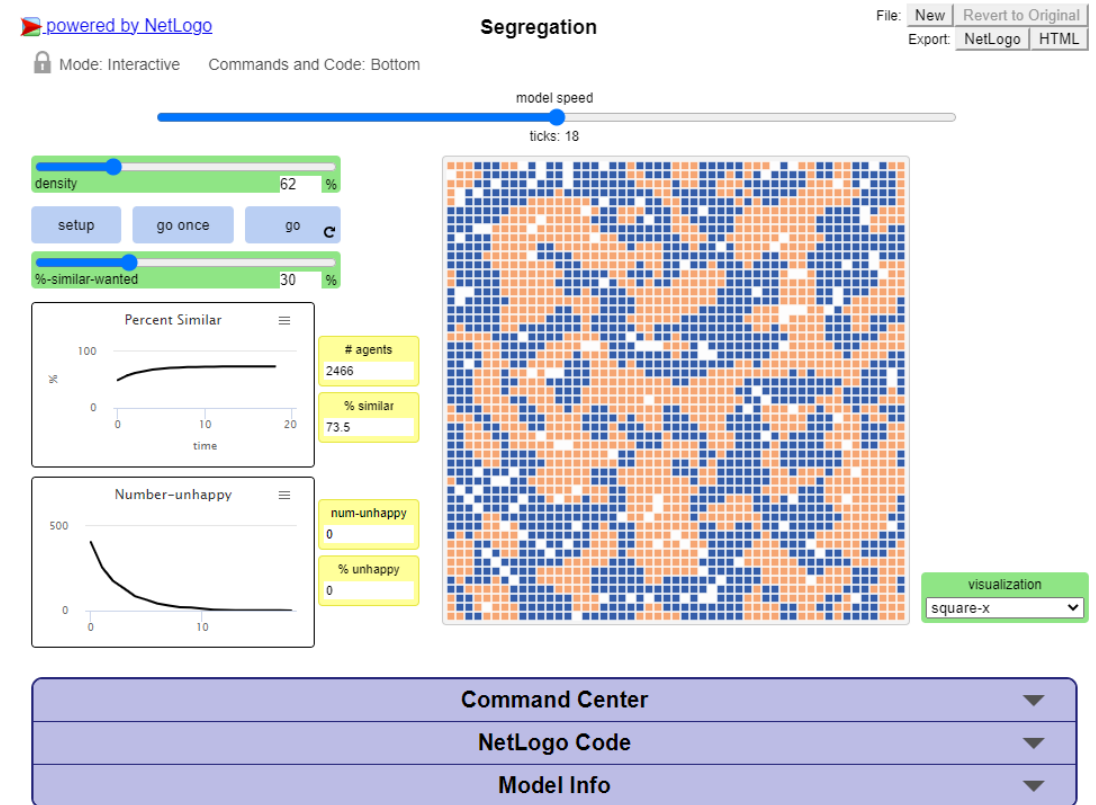 powered by NetLogo
Segregation
File: New Revert to Original
Export: NetLogo HTML
Mode: Interactive Commands and Code: Bottom
model speed
ticks: 18
density 62 %
setup go once go
%-similar-wanted 30 %
Percent Similar
100
%
0
0 10 20
time
# agents
2466
% similar
73.5
Number-unhappy
500
0
0 10
num-unhappy
0
% unhappy
0
visualization
square-x
Command Center
NetLogo Code
Model Info